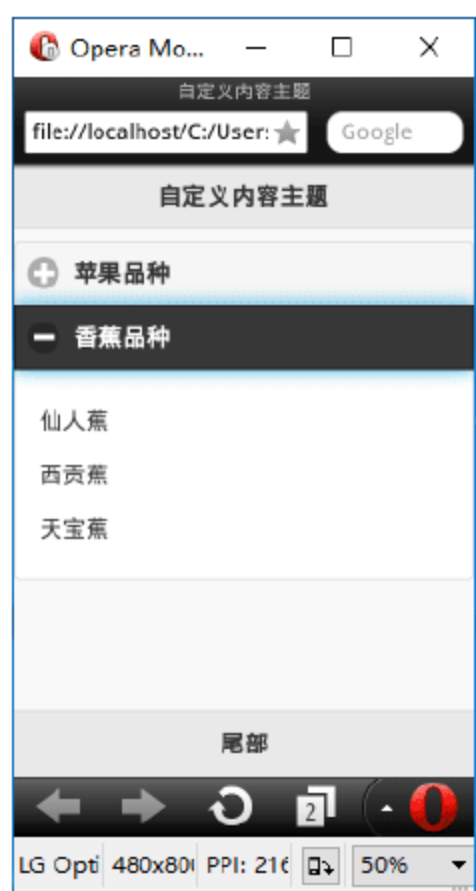 Opera Mo...
自定义内容主题
file://localhost/C:/User: Google
自定义内容主题
苹果品种
香蕉品种
仙人蕉
西贡蕉
天宝蕉
尾部
2
LG Opti 480x80 PPI: 216 50%